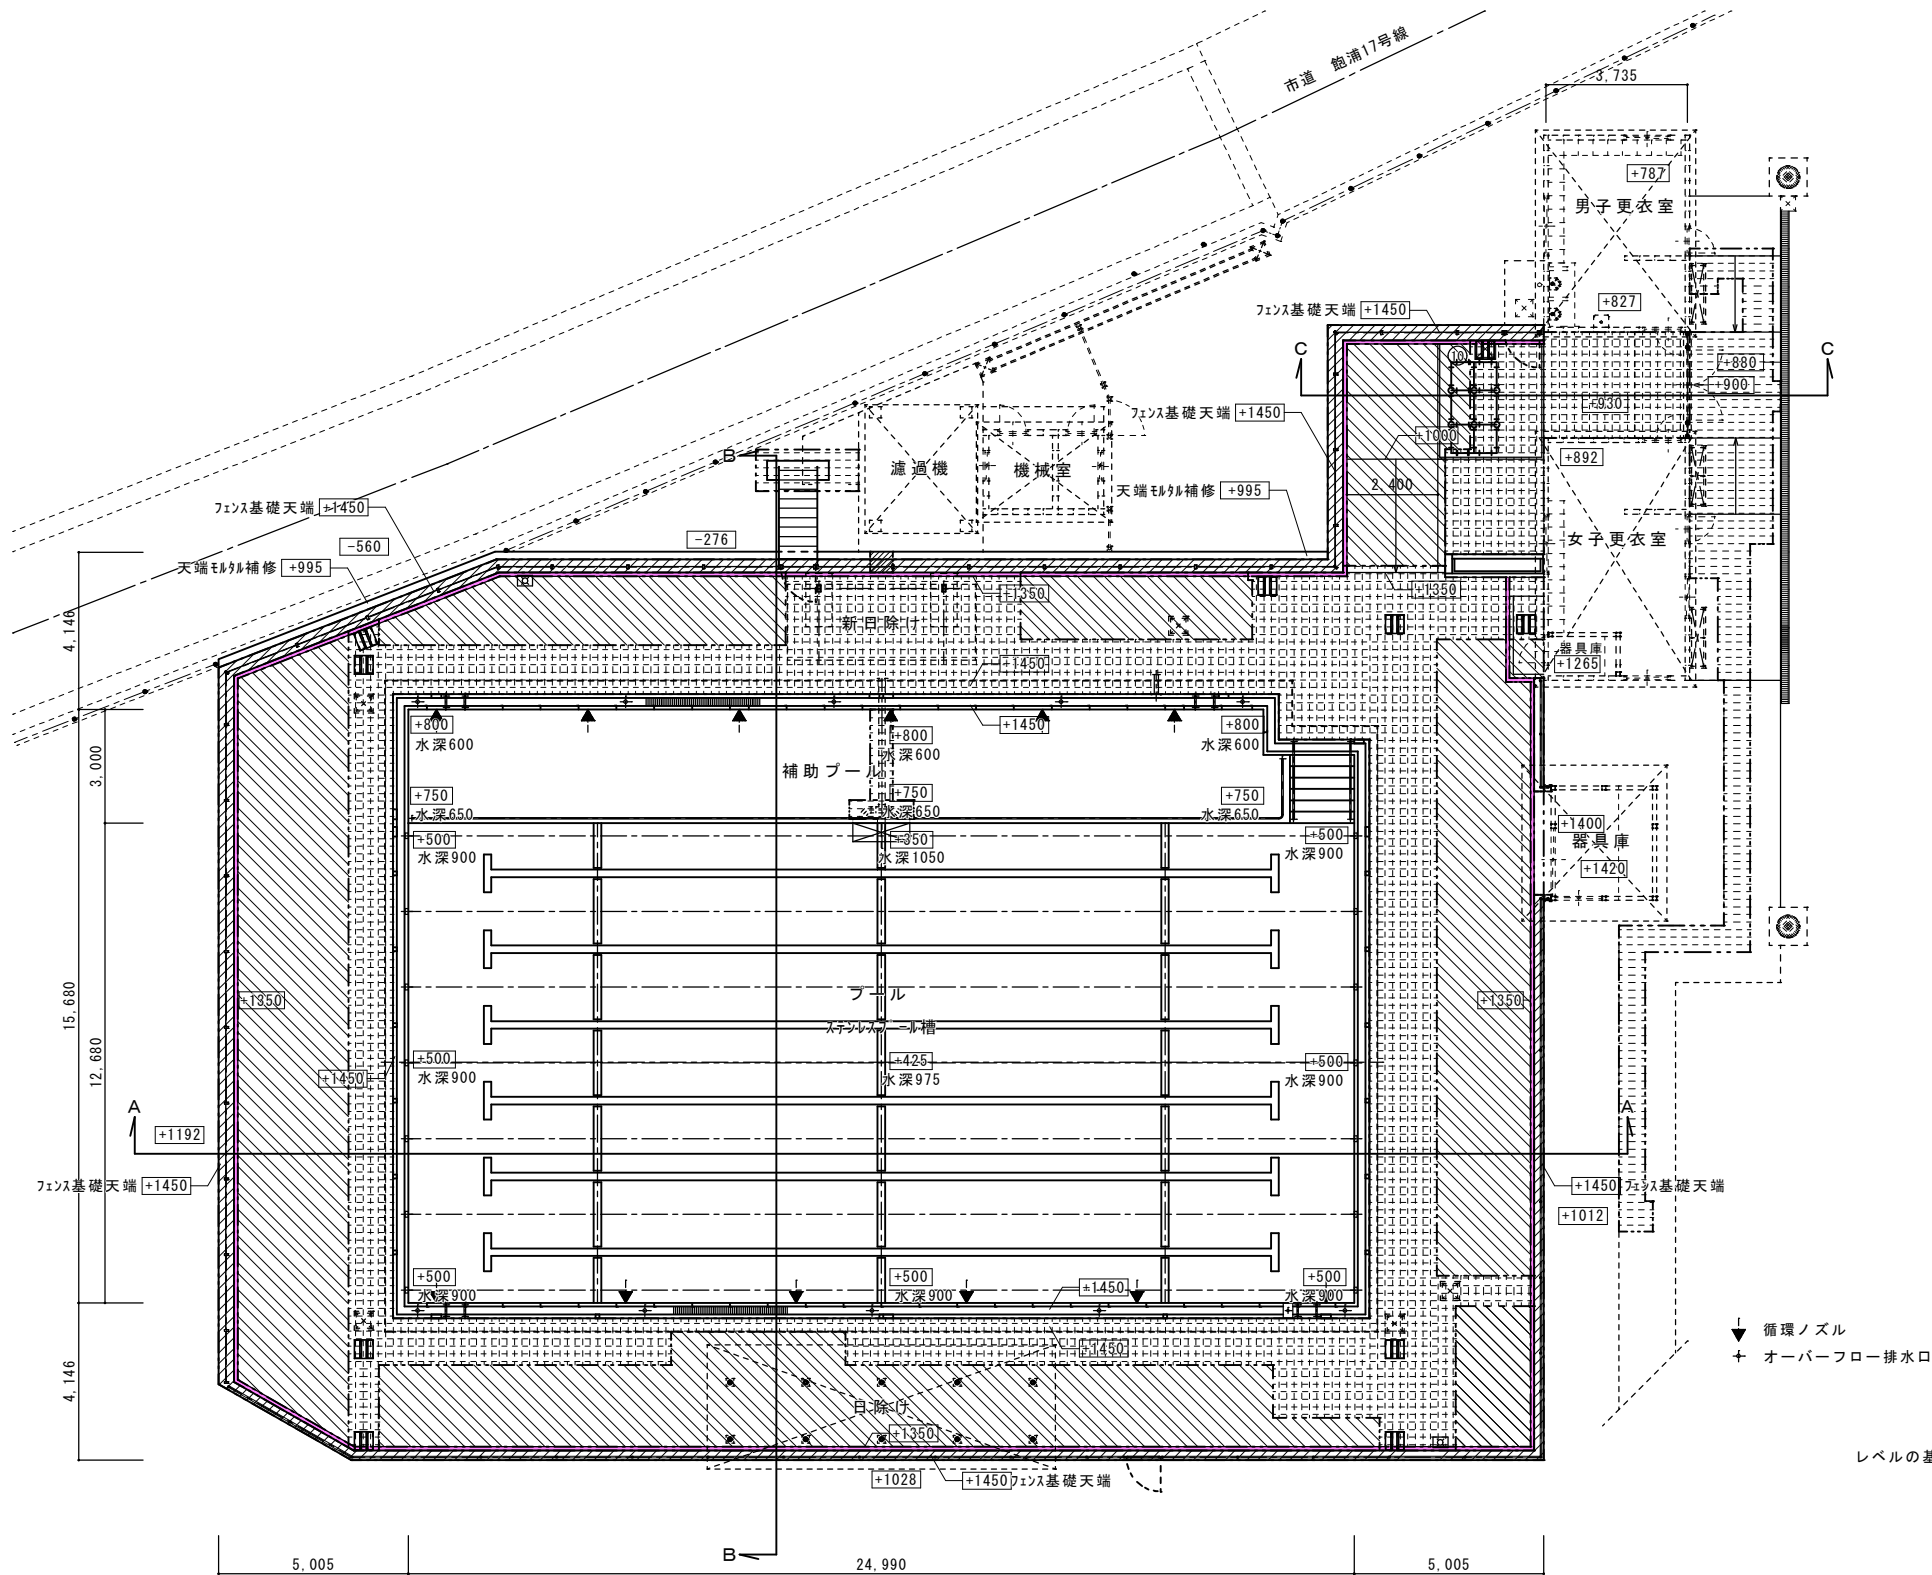 市道　飽浦17号線
3,735
+787
男子更衣室
+827
フェンス基礎天端 +1450
C
C
+880
+900
フェンス基礎天端 +1450
+930
⑩
+1000
B
濾過機
機械室
+892
天端モルタル補修 +995
2,400
フェンス基礎天端 +1450
女子更衣室
-560
-276
天端モルタル補修 +995
+1350
+1350
4,146
新日除け
器具庫
+1265
+1450
+800
水深600
+800
水深600
+1450
+800
水深600
3,000
補助プール
+750
水深650
+750
水深650
+750
水深650
+500
水深900
+350
水深1050
+500
水深900
+1400
器具庫
+1420
15,680
+1350
プール
+1350
ステンレスプール槽
12,680
+1450
+500
水深900
+425
水深975
+500
水深900
A
A
+1192
フェンス基礎天端 +1450
+1450 フェンス基礎天端
+1012
+500
水深900
+500
水深900
+1450
+500
水深900
循環ノズル
+1450
オーバーフロー排水口
4,146
日除け
+1350
レベルの基
+1028
+1450 フェンス基礎天端
B
5,005
24,990
5,005